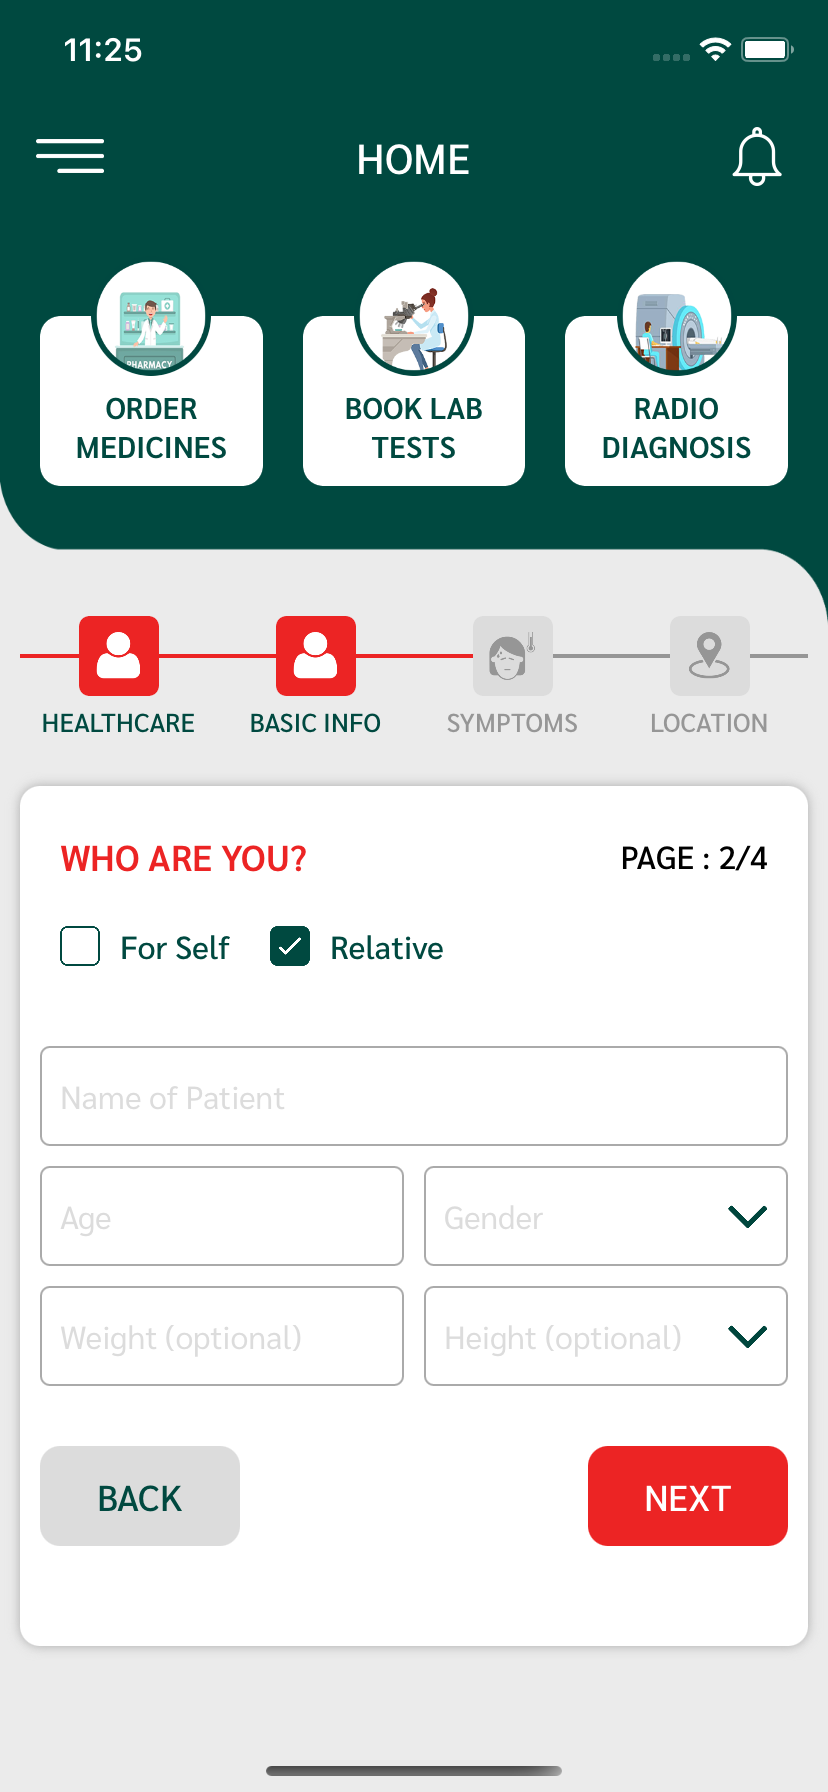 11:25
HOME
PHARMACY
ORDER
MEDICINES
BOOK LAB
TESTS
RADIO
DIAGNOSIS
HEALTHCARE
BASIC INFO
SYMPTOMS
LOCATION
WHO ARE YOU?
PAGE : 2/4
For Self
Relative
Name of Patient
Age
Gender
Weight (optional)
Height (optional)
BACK
NEXT